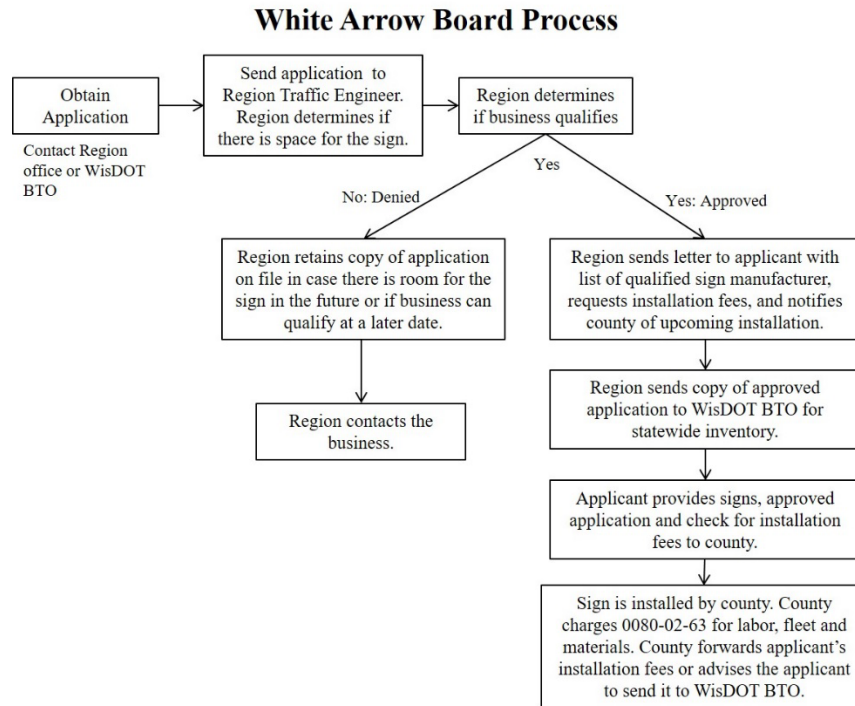 White Arrow Board Process
Obtain
Application
Contact Region
office or WisDOT
BTO
Send application to
Region Traffic Engineer.
Region determines if
there is space for the sign.
Region determines
if business qualifies
Yes
No: Denied
Yes: Approved
Region retains copy of application
on file in case there is room for the
sign in the future or if business can
qualify at a later date.
Region contacts the
business.
Region sends letter to applicant with
list of qualified sign manufacturer,
requests installation fees, and notifies
county of upcoming installation.
Region sends copy of approved
application to WisDOT BTO for
statewide inventory.
Applicant provides signs, approved
application and check for installation
fees to county.
Sign is installed by county. County
charges 0080-02-63 for labor, fleet and
materials. County forwards applicant’s
installation fees or advises the applicant
to send it to WisDOT BTO.